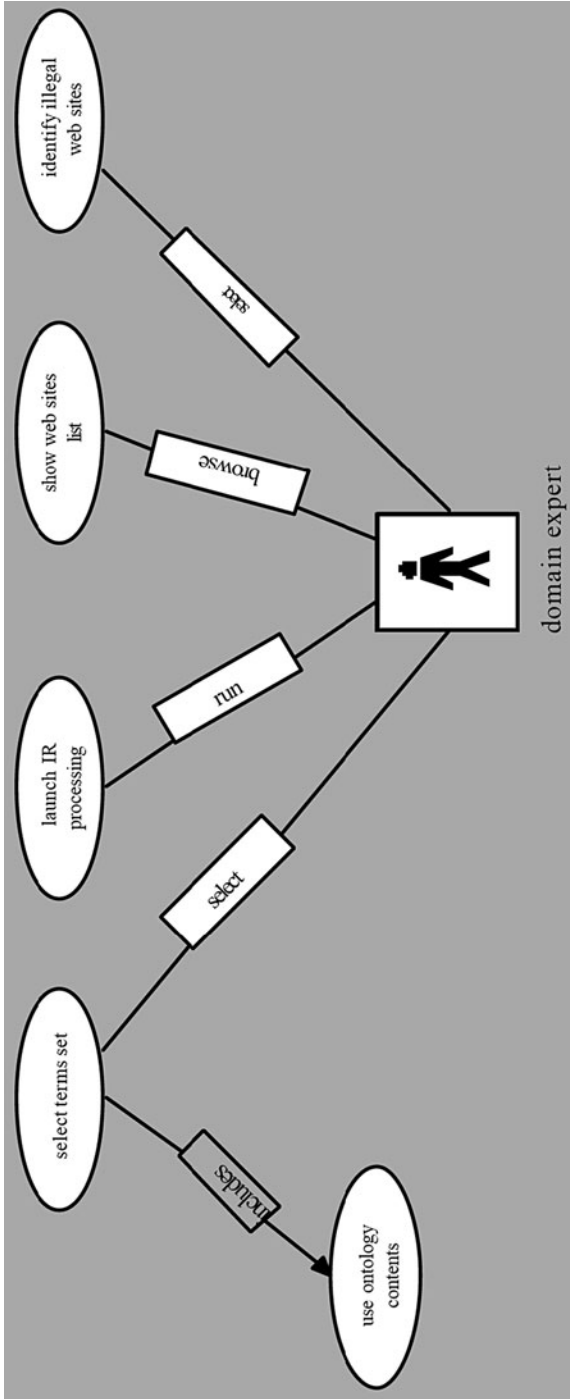 identify illegal
web sites
select
show web sites
list
browse
launch IR
processing
run
select terms set
select
includes
use ontology
contents
domain expert